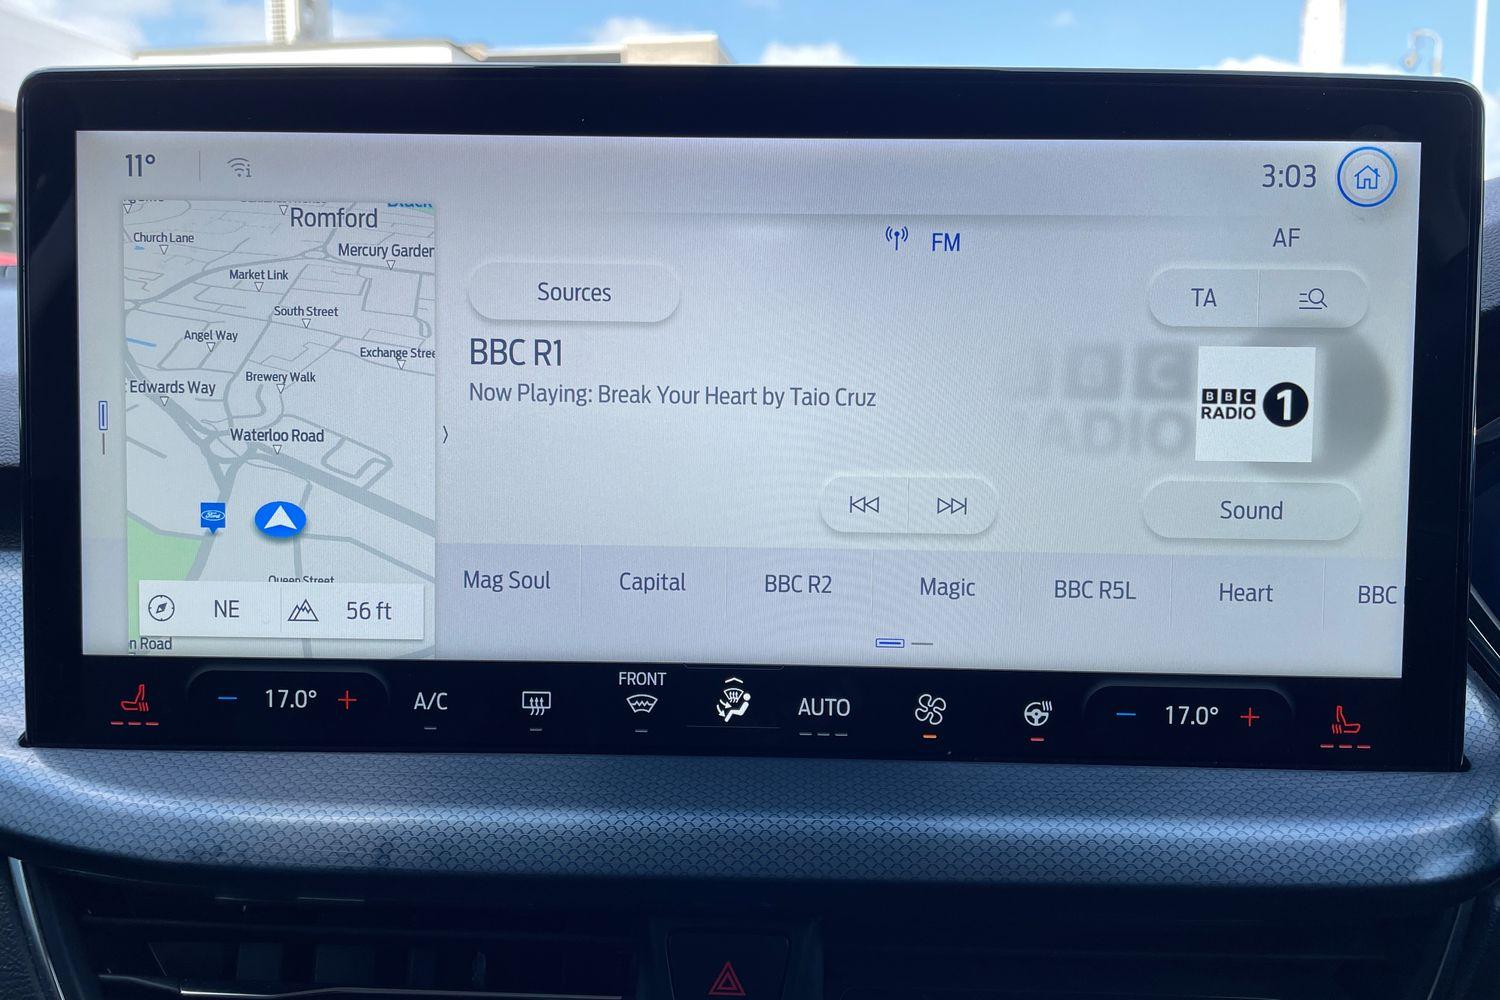 11°
3:03
Romford
Church Lane
Mercury Garden
Market Link
South Street
Angel Way
Exchange Stree
Edwards Way
Brewery Walk
Waterloo Road
Ford
Queen Street
NE
56 ft
n Road
FM
AF
Sources
TA
BBC R1
Now Playing: Break Your Heart by Taio Cruz
BBC
RADIO 1
Sound
Mag Soul
Capital
BBC R2
Magic
BBC R5L
Heart
BBC
17.0°
A/C
FRONT
AUTO
17.0°